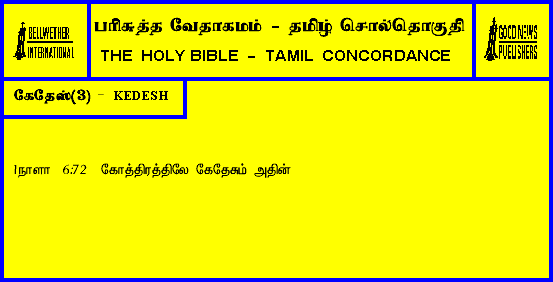 BELLWETHER
INTERNATIONAL
பரிசுத்த வேதாகமம் - தமிழ் சொல்தொகுதி
THE HOLY BIBLE - TAMIL CONCORDANCE
GOOD NEWS
PUBLISHERS
கேதேஸ்(3) - KEDESH
1நாளா 6:72 கோத்திரத்திலே கேதேசும் அதின்